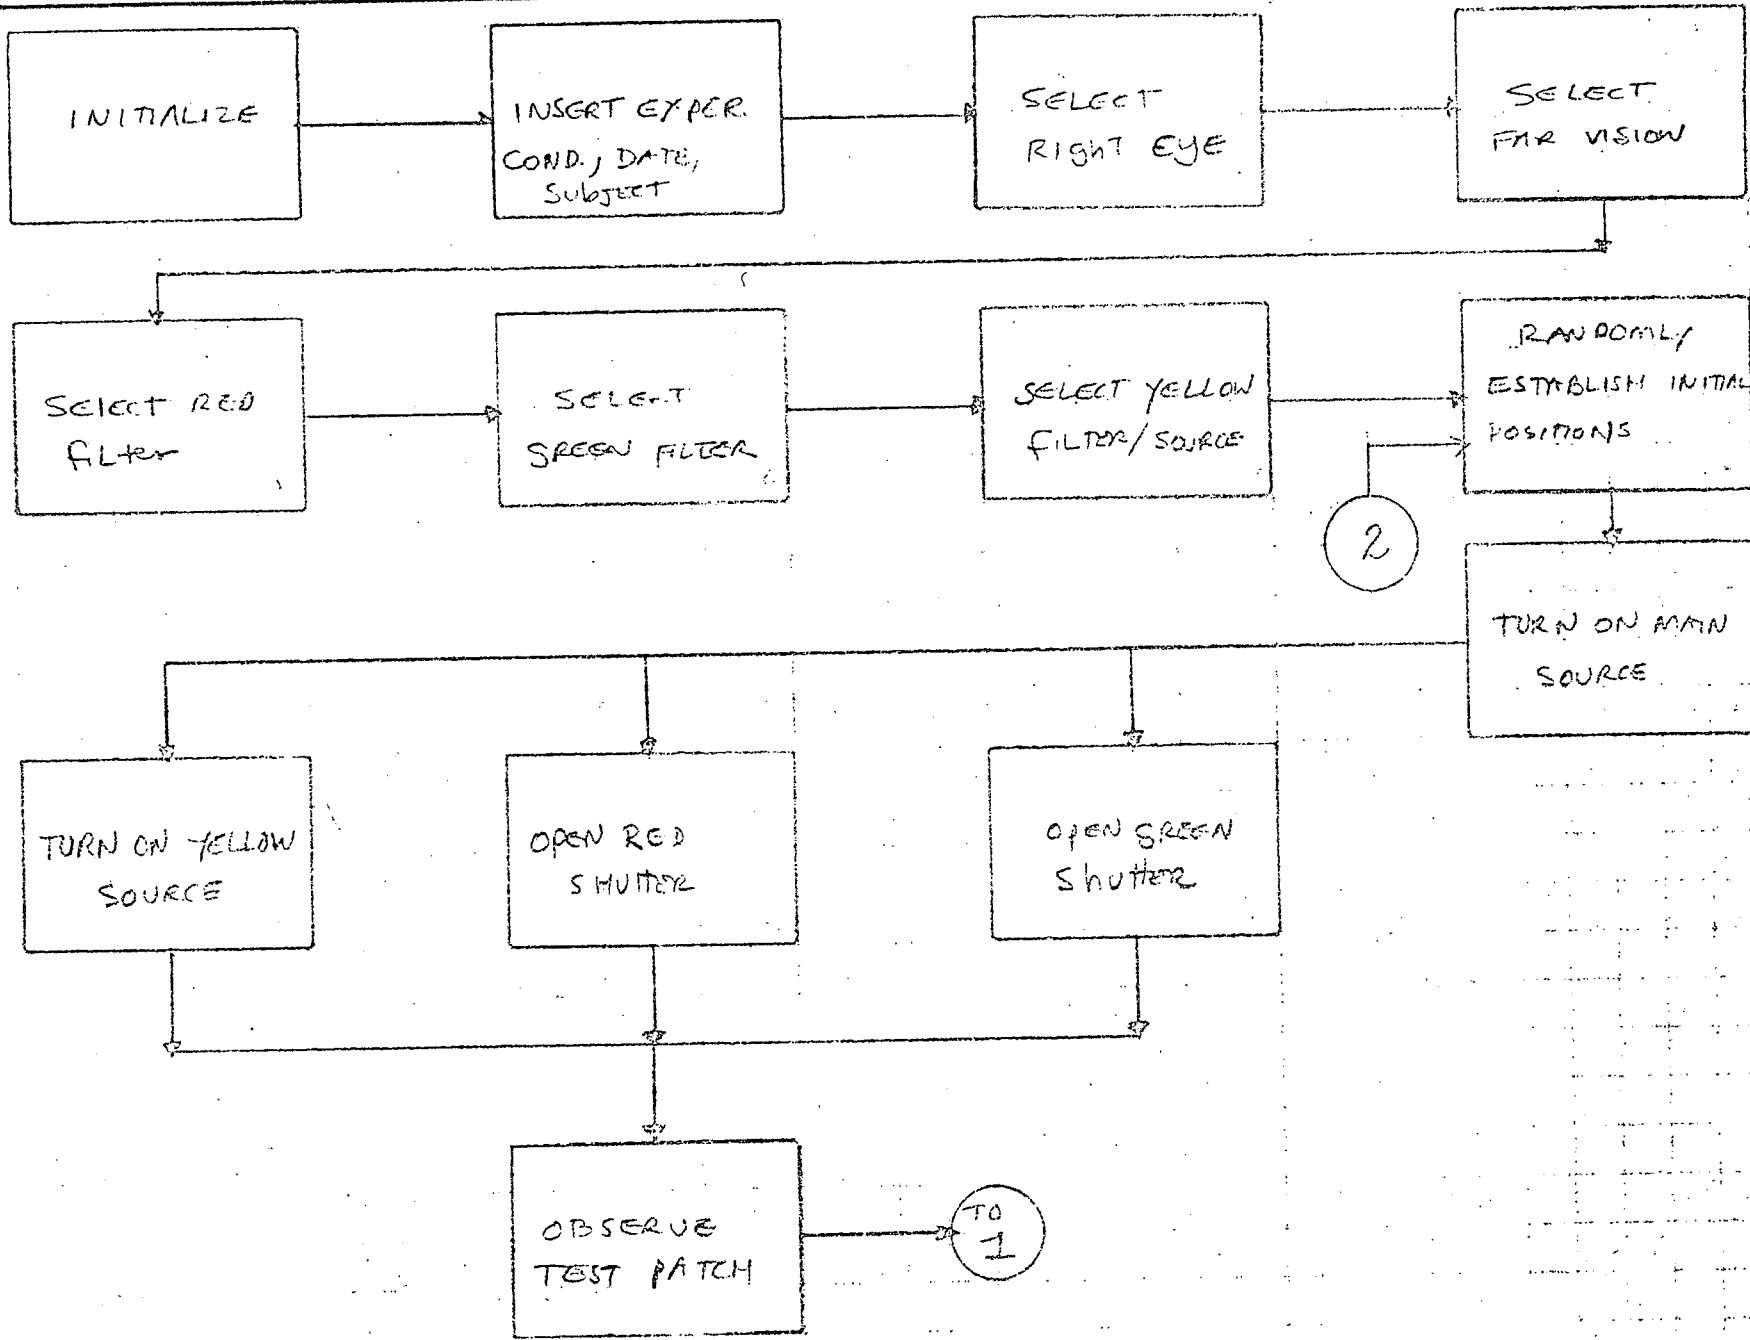 INITIALIZE
INSERT EXPER.
COND., DATE,
SUbJECT
SELECT
RIghT EyE
SELECT
FAR VISION
SELECT RED
FiLter
SELECT
GREEN FILTER
SELECT YELLOW
FILTER/SOURCE
RANDOMLY
ESTABLISH INITIAL
POSITIONS
2
TURN ON MAIN
SOURCE
TURN ON YELLOW
SOURCE
OPEN RED
SHUTTER
OPEN GREEN
ShuttER
OBSERVE
TEST PATCH
TO
1